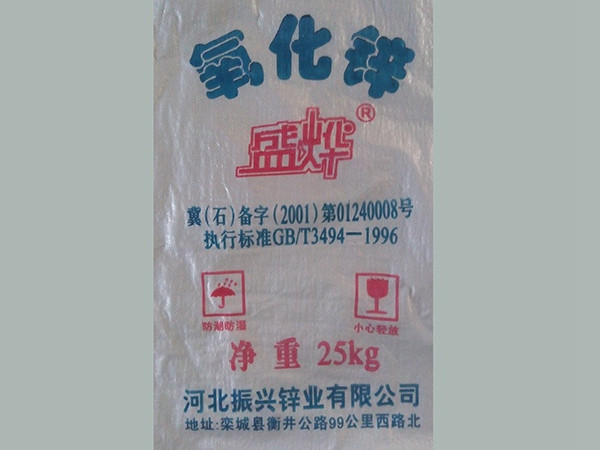 氧化锌
盛烨®
冀(石)备字(2001)第01240008号
执行标准GB/T3494—1996
防潮防湿
小心轻放
净重 25kg
河北振兴锌业有限公司
地址:栾城县衡井公路99公里西路北